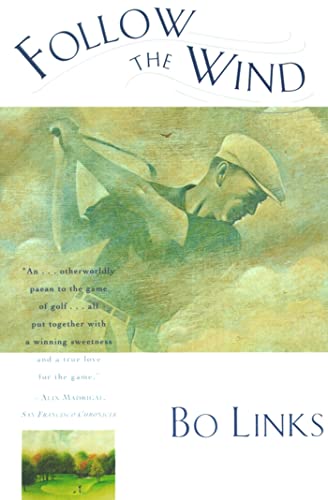 FOLLOW
THE WIND
"An . . . otherworldly
paean to the game
of golf . . . all
put together with
a winning sweetness
and a true love
for the game."
—ALIX MADRIGAL,
SAN FRANCISCO CHRONICLE
BO LINKS